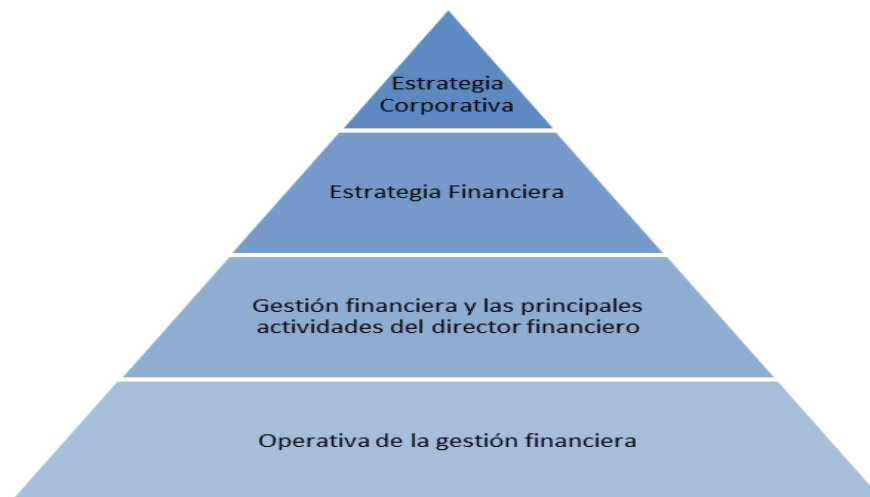 Estrategia
Corporativa
Estrategia Financiera
Gestión financiera y las principales
actividades del director financiero
Operativa de la gestión financiera